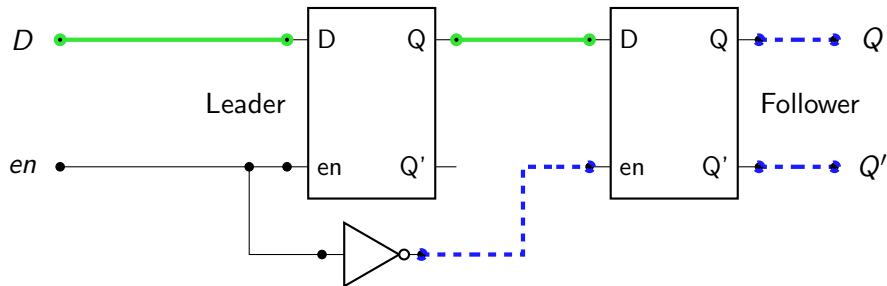 D D Q D Q Q
Leader Follower
en en Q' en Q' Q′